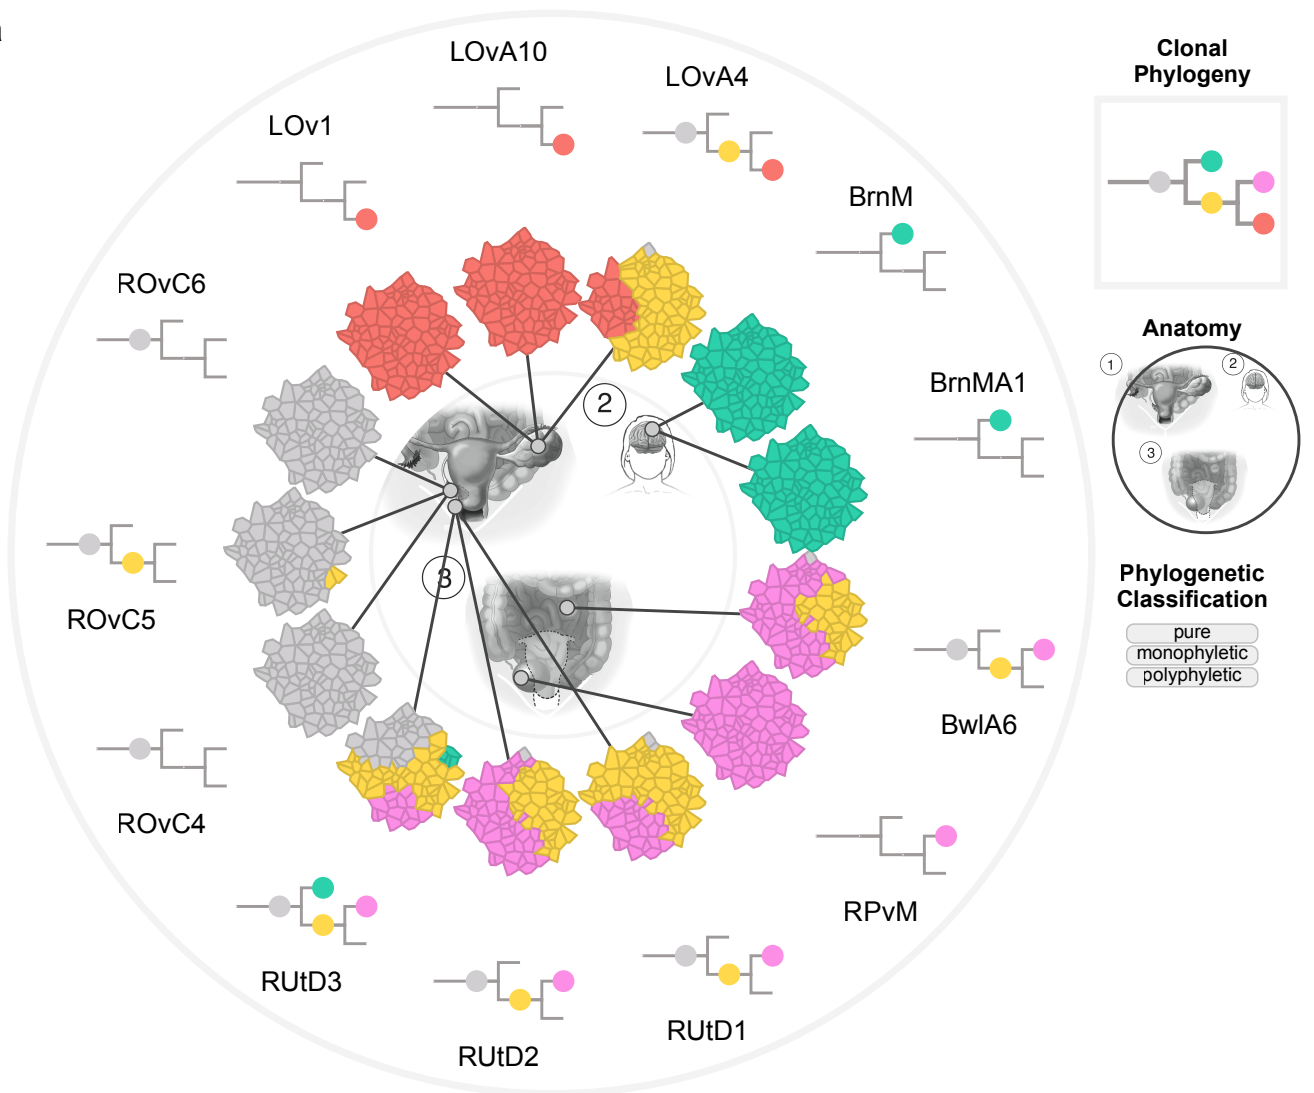 LOvA10
LOvA4
LOv1
BrnM
ROvC6
BrnMA1
2
3
ROvC5
BwlA6
ROvC4
RPvM
RUtD3
RUtD1
RUtD2
Clonal
Phylogeny
Anatomy
1
2
3
Phylogenetic
Classification
pure
monophyletic
polyphyletic